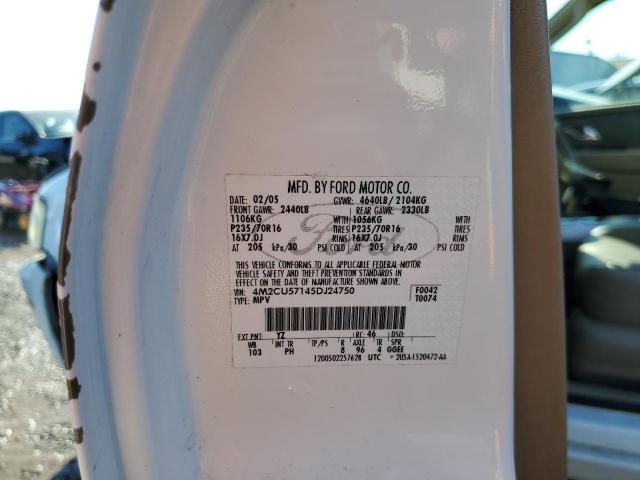 MFD. BY FORD MOTOR CO.
DATE: 02/05 GVWR: 4640LB / 2104KG
FRONT GAWR: 2440LB REAR GAWR: 2330LB
1106KG WITH 1056KG WITH
P235/70R16 TIRES P235/70R16 TIRES
16X7.0J RIMS 16X7.0J RIMS
AT 205 kPa/30 PSI COLD AT 205 kPa/30 PSI COLD
Ford
THIS VEHICLE CONFORMS TO ALL APPLICABLE FEDERAL MOTOR
VEHICLE SAFETY AND THEFT PREVENTION STANDARDS IN
EFFECT ON THE DATE OF MANUFACTURE SHOWN ABOVE.
VIN: 4M2CU57145DJ24750 F0042
TYPE: MPV T0074
EXT PNT: YZ RC: 46 DSO:
WB INT TR TP/PS R AXLE TR SPR
103 PH 8 96 4 GGEE
1200502257628 UTC 2U5A-1520472-AA